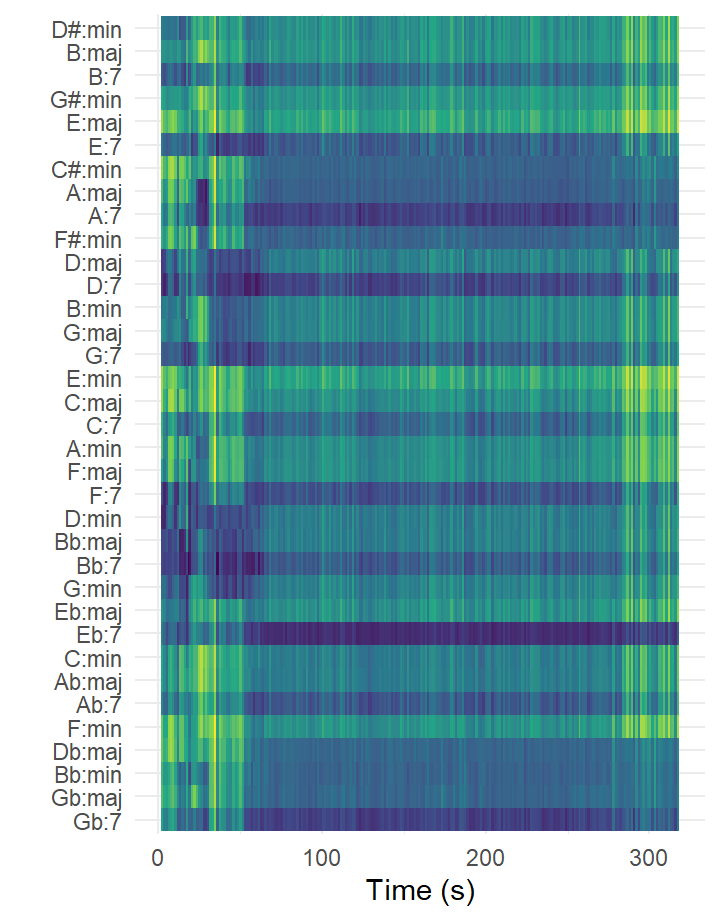 D#:min
B:maj
B:7
G#:min
E:maj
E:7
C#:min
A:maj
A:7
F#:min
D:maj
D:7
B:min
G:maj
G:7
E:min
C:maj
C:7
A:min
F:maj
F:7
D:min
Bb:maj
Bb:7
G:min
Eb:maj
Eb:7
C:min
Ab:maj
Ab:7
F:min
Db:maj
Bb:min
Gb:maj
Gb:7
0 100 200 300
Time (s)